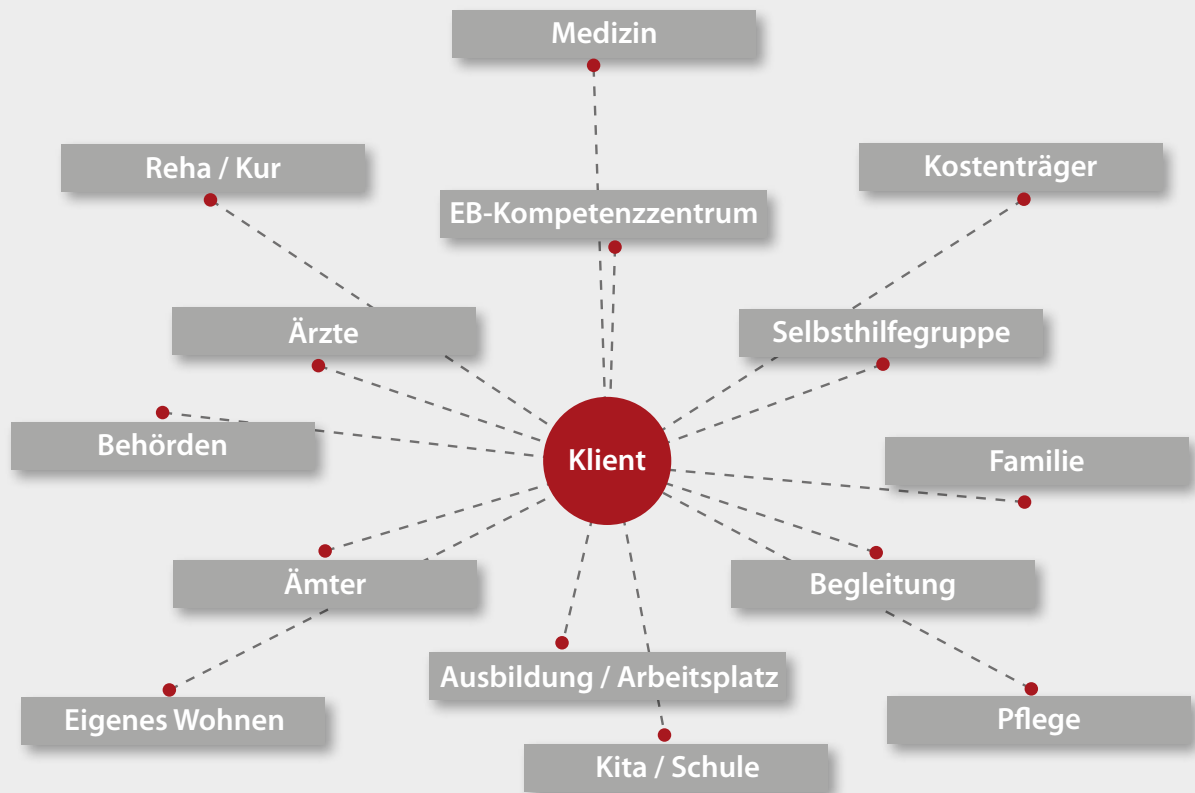 Medizin
Reha / Kur
Kostenträger
EB-Kompetenzzentrum
Ärzte
Selbsthilfegruppe
Behörden
Klient
Familie
Ämter
Begleitung
Ausbildung / Arbeitsplatz
Eigenes Wohnen
Pflege
Kita / Schule